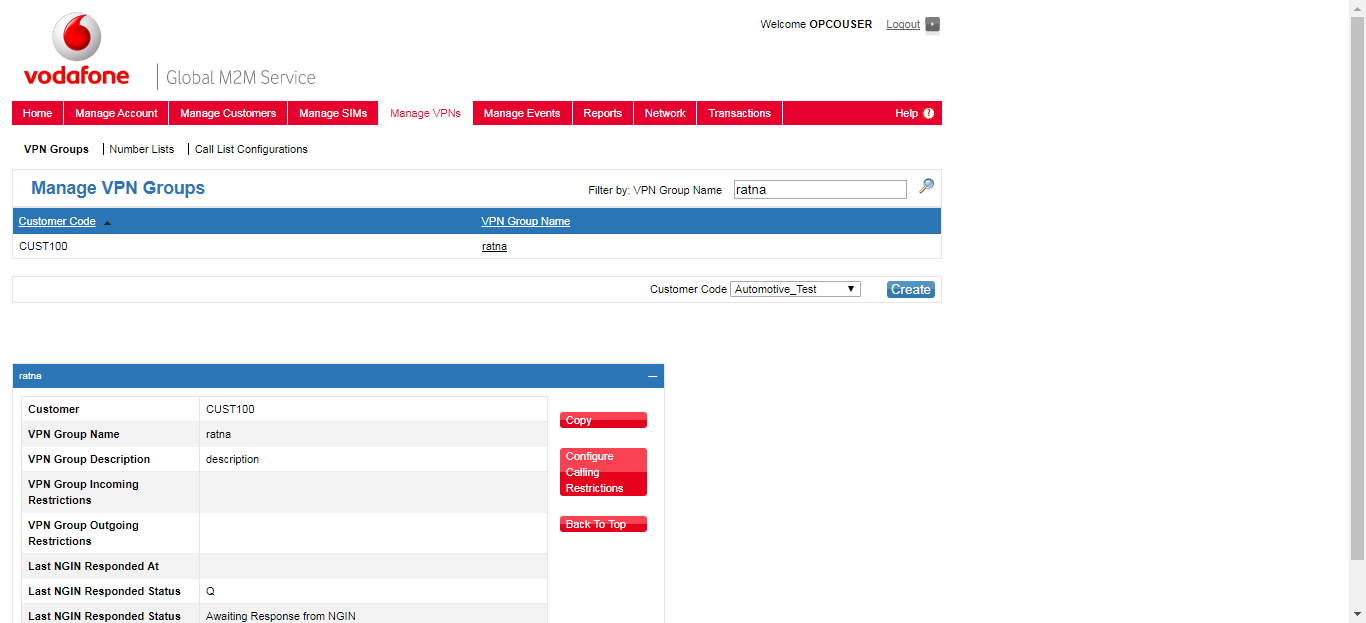 Welcome OPCOUSER Logout
vodafone
Global M2M Service
Home Manage Account Manage Customers Manage SIMs Manage VPNs Manage Events Reports Network Transactions Help ?
VPN Groups Number Lists Call List Configurations
Manage VPN Groups Filter by: VPN Group Name ratna
Customer Code VPN Group Name
CUST100 ratna
Customer Code Automotive_Test Create
ratna
Customer CUST100
Copy
VPN Group Name ratna
VPN Group Description description
Configure
Calling
Restrictions
VPN Group Incoming
Restrictions
VPN Group Outgoing
Restrictions
Back To Top
Last NGIN Responded At
Last NGIN Responded Status Q
Last NGIN Responded Status Awaiting Response from NGIN